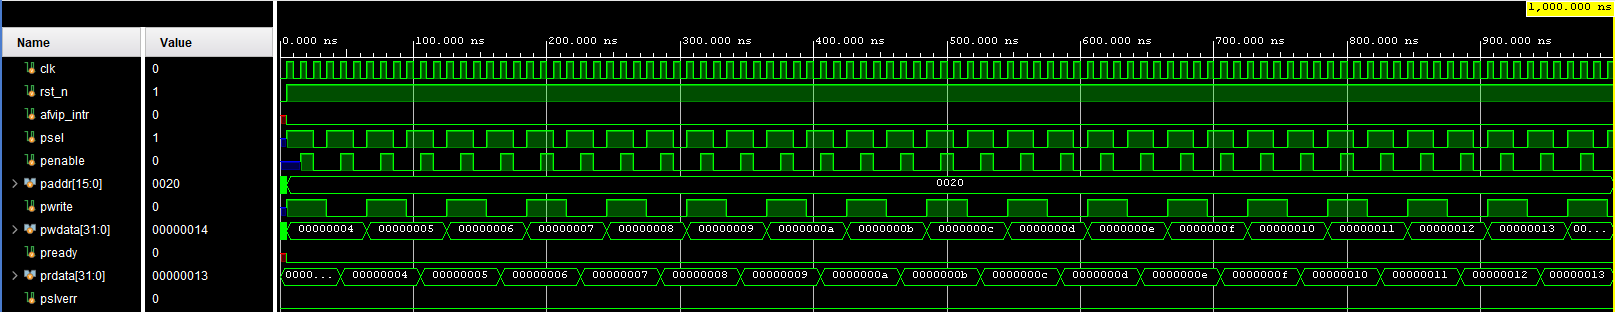 1,000.000 ns
Name Value
0.000 ns 100.000 ns 200.000 ns 300.000 ns 400.000 ns 500.000 ns 600.000 ns 700.000 ns 800.000 ns 900.000 ns
clk 0
rst_n 1
afvip_intr 0
psel 1
penable 0
paddr[15:0] 0020 0020
pwrite 0
pwdata[31:0] 00000014 00000004 00000005 00000006 00000007 00000008 00000009 0000000a 0000000b 0000000c 0000000d 0000000e 0000000f 00000010 00000011 00000012 00000013 00...
pready 0
prdata[31:0] 00000013 0000... 00000004 00000005 00000006 00000007 00000008 00000009 0000000a 0000000b 0000000c 0000000d 0000000e 0000000f 00000010 00000011 00000012 00000013
pslverr 0